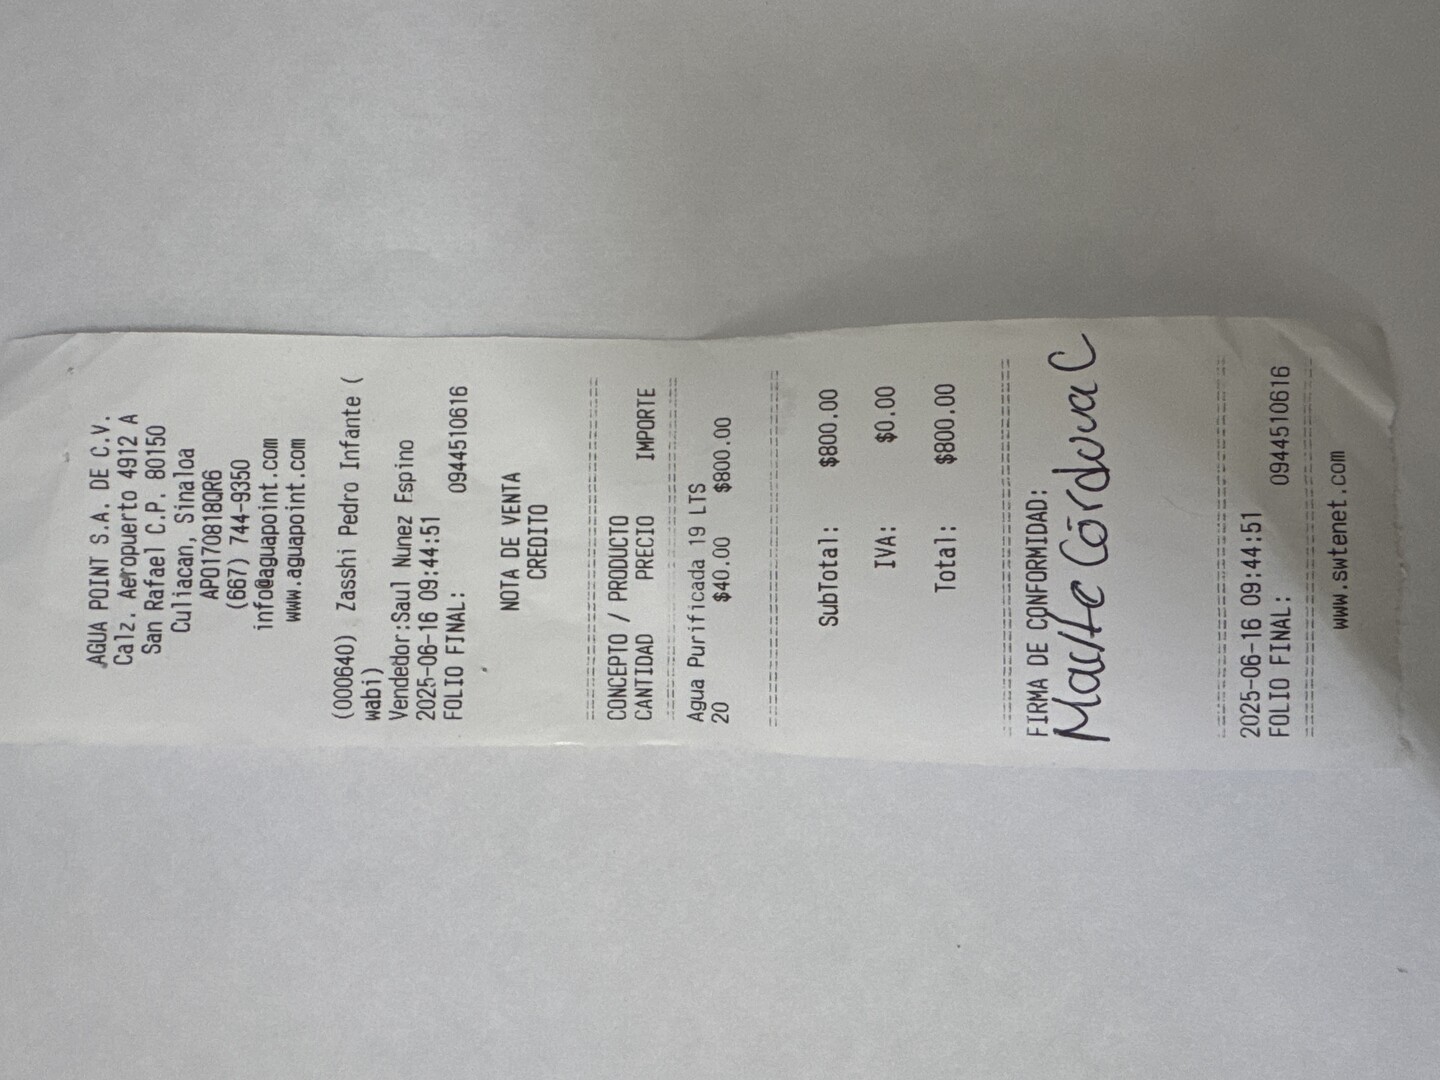 AGUA POINT S.A. DE C.V.
Calz. Aeropuerto 4912 A
San Rafael C.P. 80150
Culiacan, Sinaloa
APO170818QR6
(667) 744-9350
info@aguapoint.com
www.aguapoint.com
(000640) Zasshi Pedro Infante (
wabi)
Vendedor:Saul Nunez Espino
2025-06-16 09:44:51
FOLIO FINAL: 0944510616
NOTA DE VENTA
CREDITO
CONCEPTO / PRODUCTO
CANTIDAD PRECIO IMPORTE
Agua Purificada 19 LTS
20 $40.00 $800.00
SubTotal: $800.00
IVA: $0.00
Total: $800.00
FIRMA DE CONFORMIDAD:
Córdova C
2025-06-16 09:44:51
FOLIO FINAL: 0944510616
www.swtenet.com